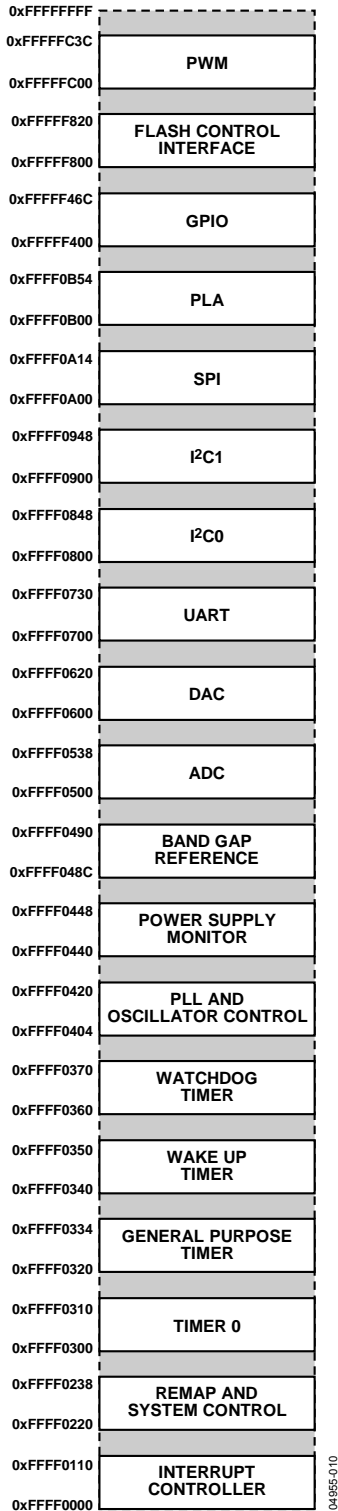 0xFFFFFFFF
0xFFFFFC3C
PWM
0xFFFFFC00
0xFFFFF820
FLASH CONTROL
INTERFACE
0xFFFFF800
0xFFFFF46C
GPIO
0xFFFFF400
0xFFFF0B54
PLA
0xFFFF0B00
0xFFFF0A14
SPI
0xFFFF0A00
0xFFFF0948
I2C1
0xFFFF0900
0xFFFF0848
I2C0
0xFFFF0800
0xFFFF0730
UART
0xFFFF0700
0xFFFF0620
DAC
0xFFFF0600
0xFFFF0538
ADC
0xFFFF0500
0xFFFF0490
BAND GAP
REFERENCE
0xFFFF048C
0xFFFF0448
POWER SUPPLY
MONITOR
0xFFFF0440
0xFFFF0420
PLL AND
OSCILLATOR CONTROL
0xFFFF0404
0xFFFF0370
WATCHDOG
TIMER
0xFFFF0360
0xFFFF0350
WAKE UP
TIMER
0xFFFF0340
0xFFFF0334
GENERAL PURPOSE
TIMER
0xFFFF0320
0xFFFF0310
TIMER 0
0xFFFF0300
0xFFFF0238
REMAP AND
SYSTEM CONTROL
0xFFFF0220
0xFFFF0110
INTERRUPT
CONTROLLER
0xFFFF0000
04955-010